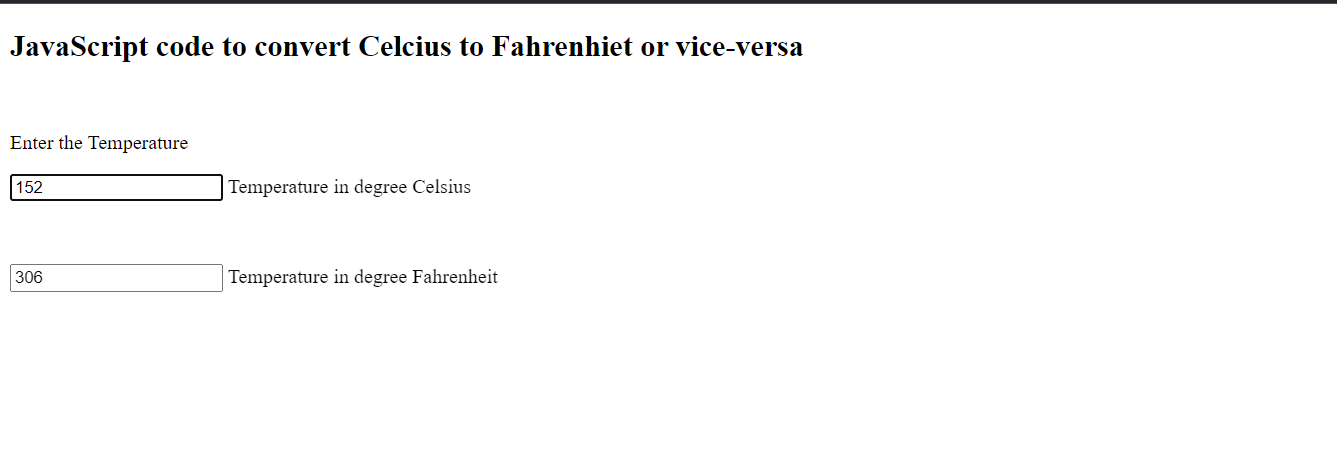 JavaScript code to convert Celcius to Fahrenhiet or vice-versa
Enter the Temperature
152 Temperature in degree Celsius
306 Temperature in degree Fahrenheit